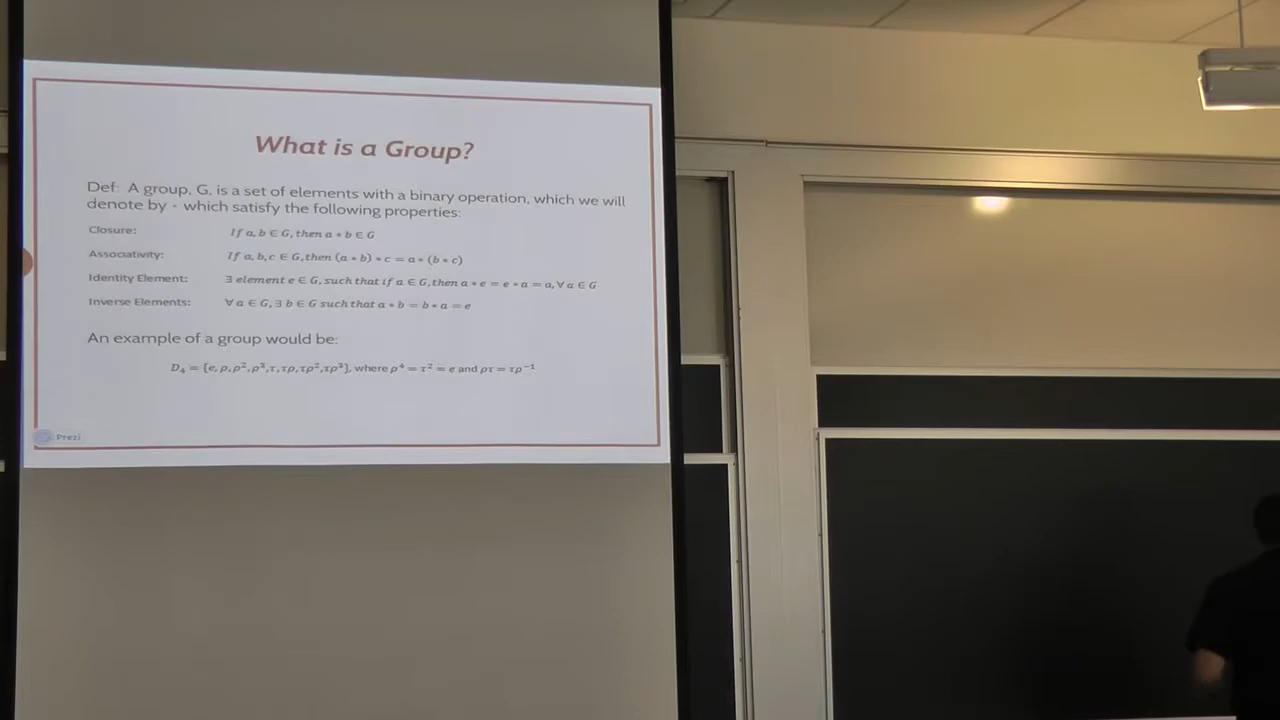 What is a Group?
Def: A group, G, is a set of elements with a binary operation, which we will
denote by * which satisfy the following properties:
Closure: If a, b ∈ G, then a * b ∈ G
Associativity: If a, b, c ∈ G, then (a * b) * c = a * (b * c)
Identity Element: ∃ element e ∈ G, such that if a ∈ G, then a * e = e * a = a, ∀ a ∈ G
Inverse Elements: ∀ a ∈ G, ∃ b ∈ G such that a * b = b * a = e
An example of a group would be:
D₄ = {e, ρ, ρ², ρ³, τ, τρ, τρ², τρ³}, where ρ⁴ = τ² = e and ρτ = τρ⁻¹
Prezi